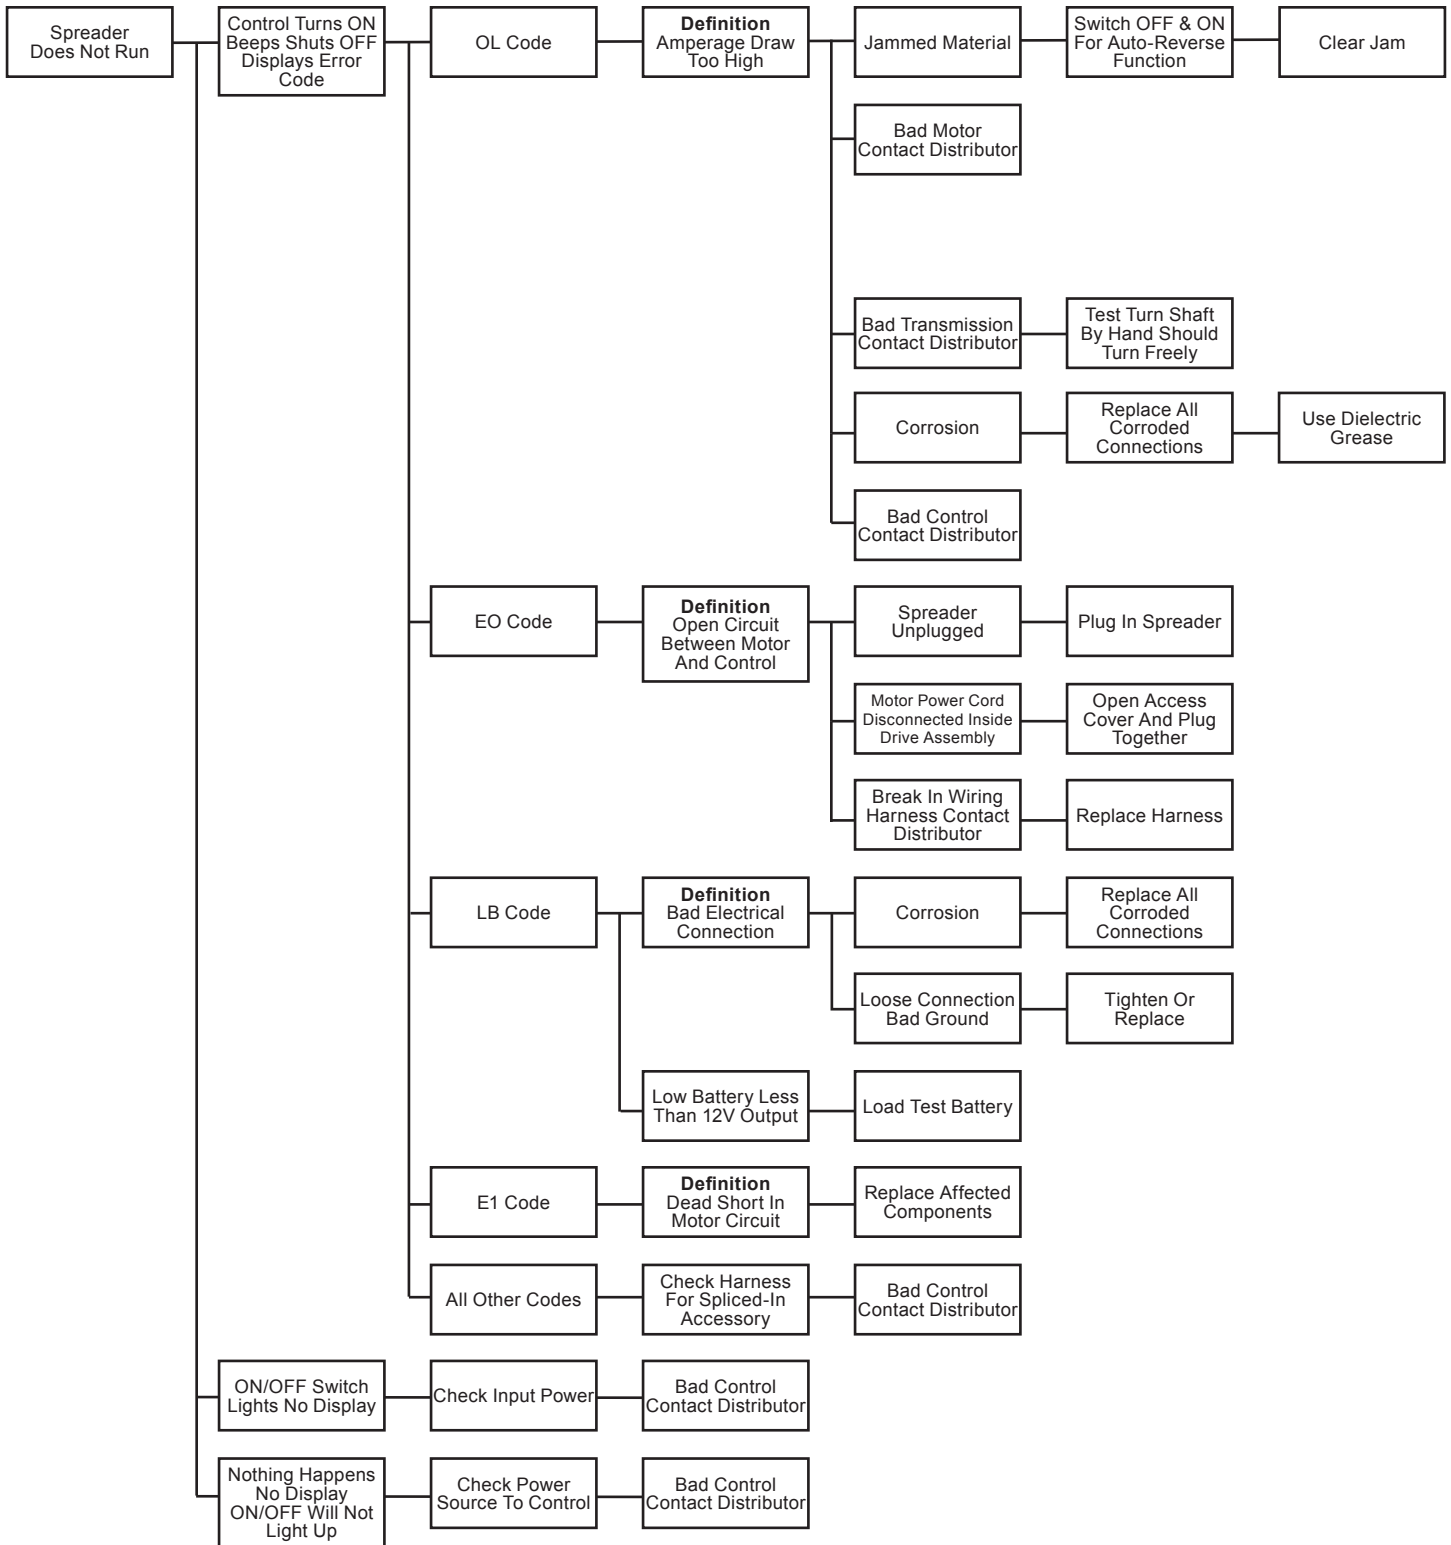 Spreader
Does Not Run
Control Turns ON
Beeps Shuts OFF
Displays Error
Code
OL Code
Definition
Amperage Draw
Too High
Jammed Material
Switch OFF & ON
For Auto-Reverse
Function
Clear Jam
Bad Motor
Contact Distributor
Bad Transmission
Contact Distributor
Test Turn Shaft
By Hand Should
Turn Freely
Corrosion
Replace All
Corroded
Connections
Use Dielectric
Grease
Bad Control
Contact Distributor
EO Code
Definition
Open Circuit
Between Motor
And Control
Spreader
Unplugged
Plug In Spreader
Motor Power Cord
Disconnected Inside
Drive Assembly
Open Access
Cover And Plug
Together
Break In Wiring
Harness Contact
Distributor
Replace Harness
LB Code
Definition
Bad Electrical
Connection
Corrosion
Replace All
Corroded
Connections
Loose Connection
Bad Ground
Tighten Or
Replace
Low Battery Less
Than 12V Output
Load Test Battery
E1 Code
Definition
Dead Short In
Motor Circuit
Replace Affected
Components
All Other Codes
Check Harness
For Spliced-In
Accessory
Bad Control
Contact Distributor
ON/OFF Switch
Lights No Display
Check Input Power
Bad Control
Contact Distributor
Nothing Happens
No Display
ON/OFF Will Not
Light Up
Check Power
Source To Control
Bad Control
Contact Distributor